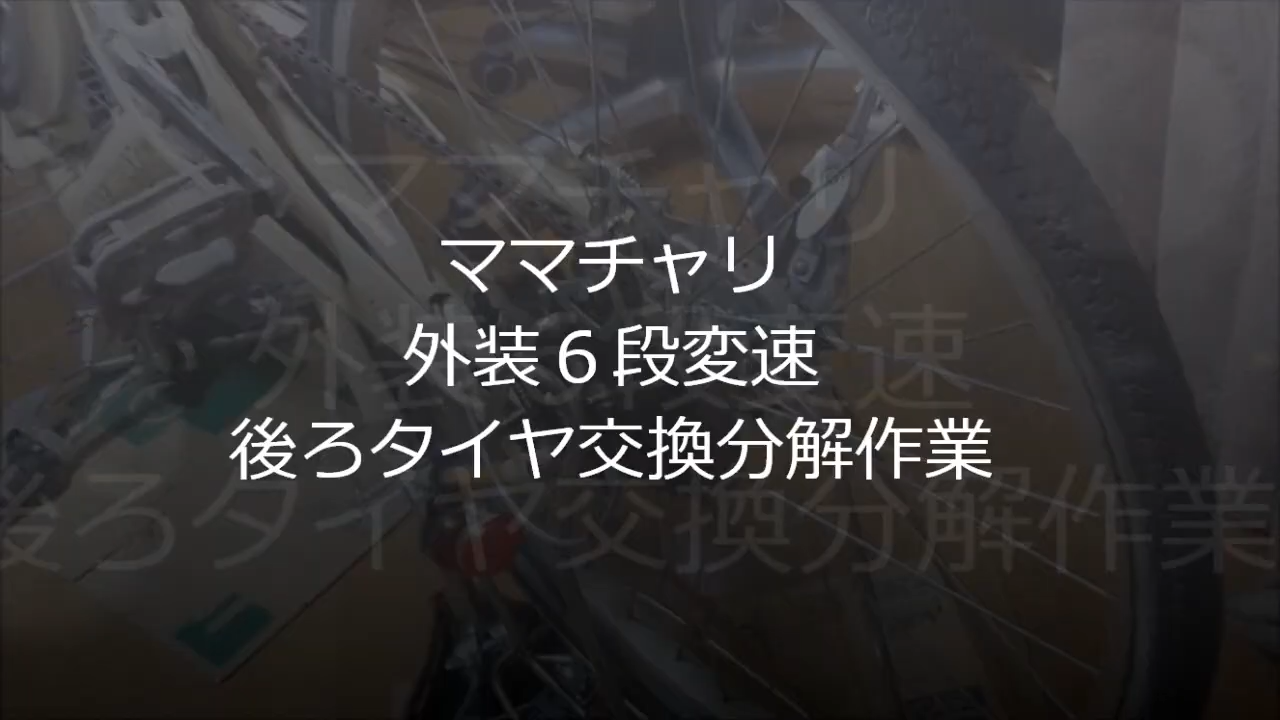 ママチャリ
外装６段変速
後ろタイヤ交換分解作業